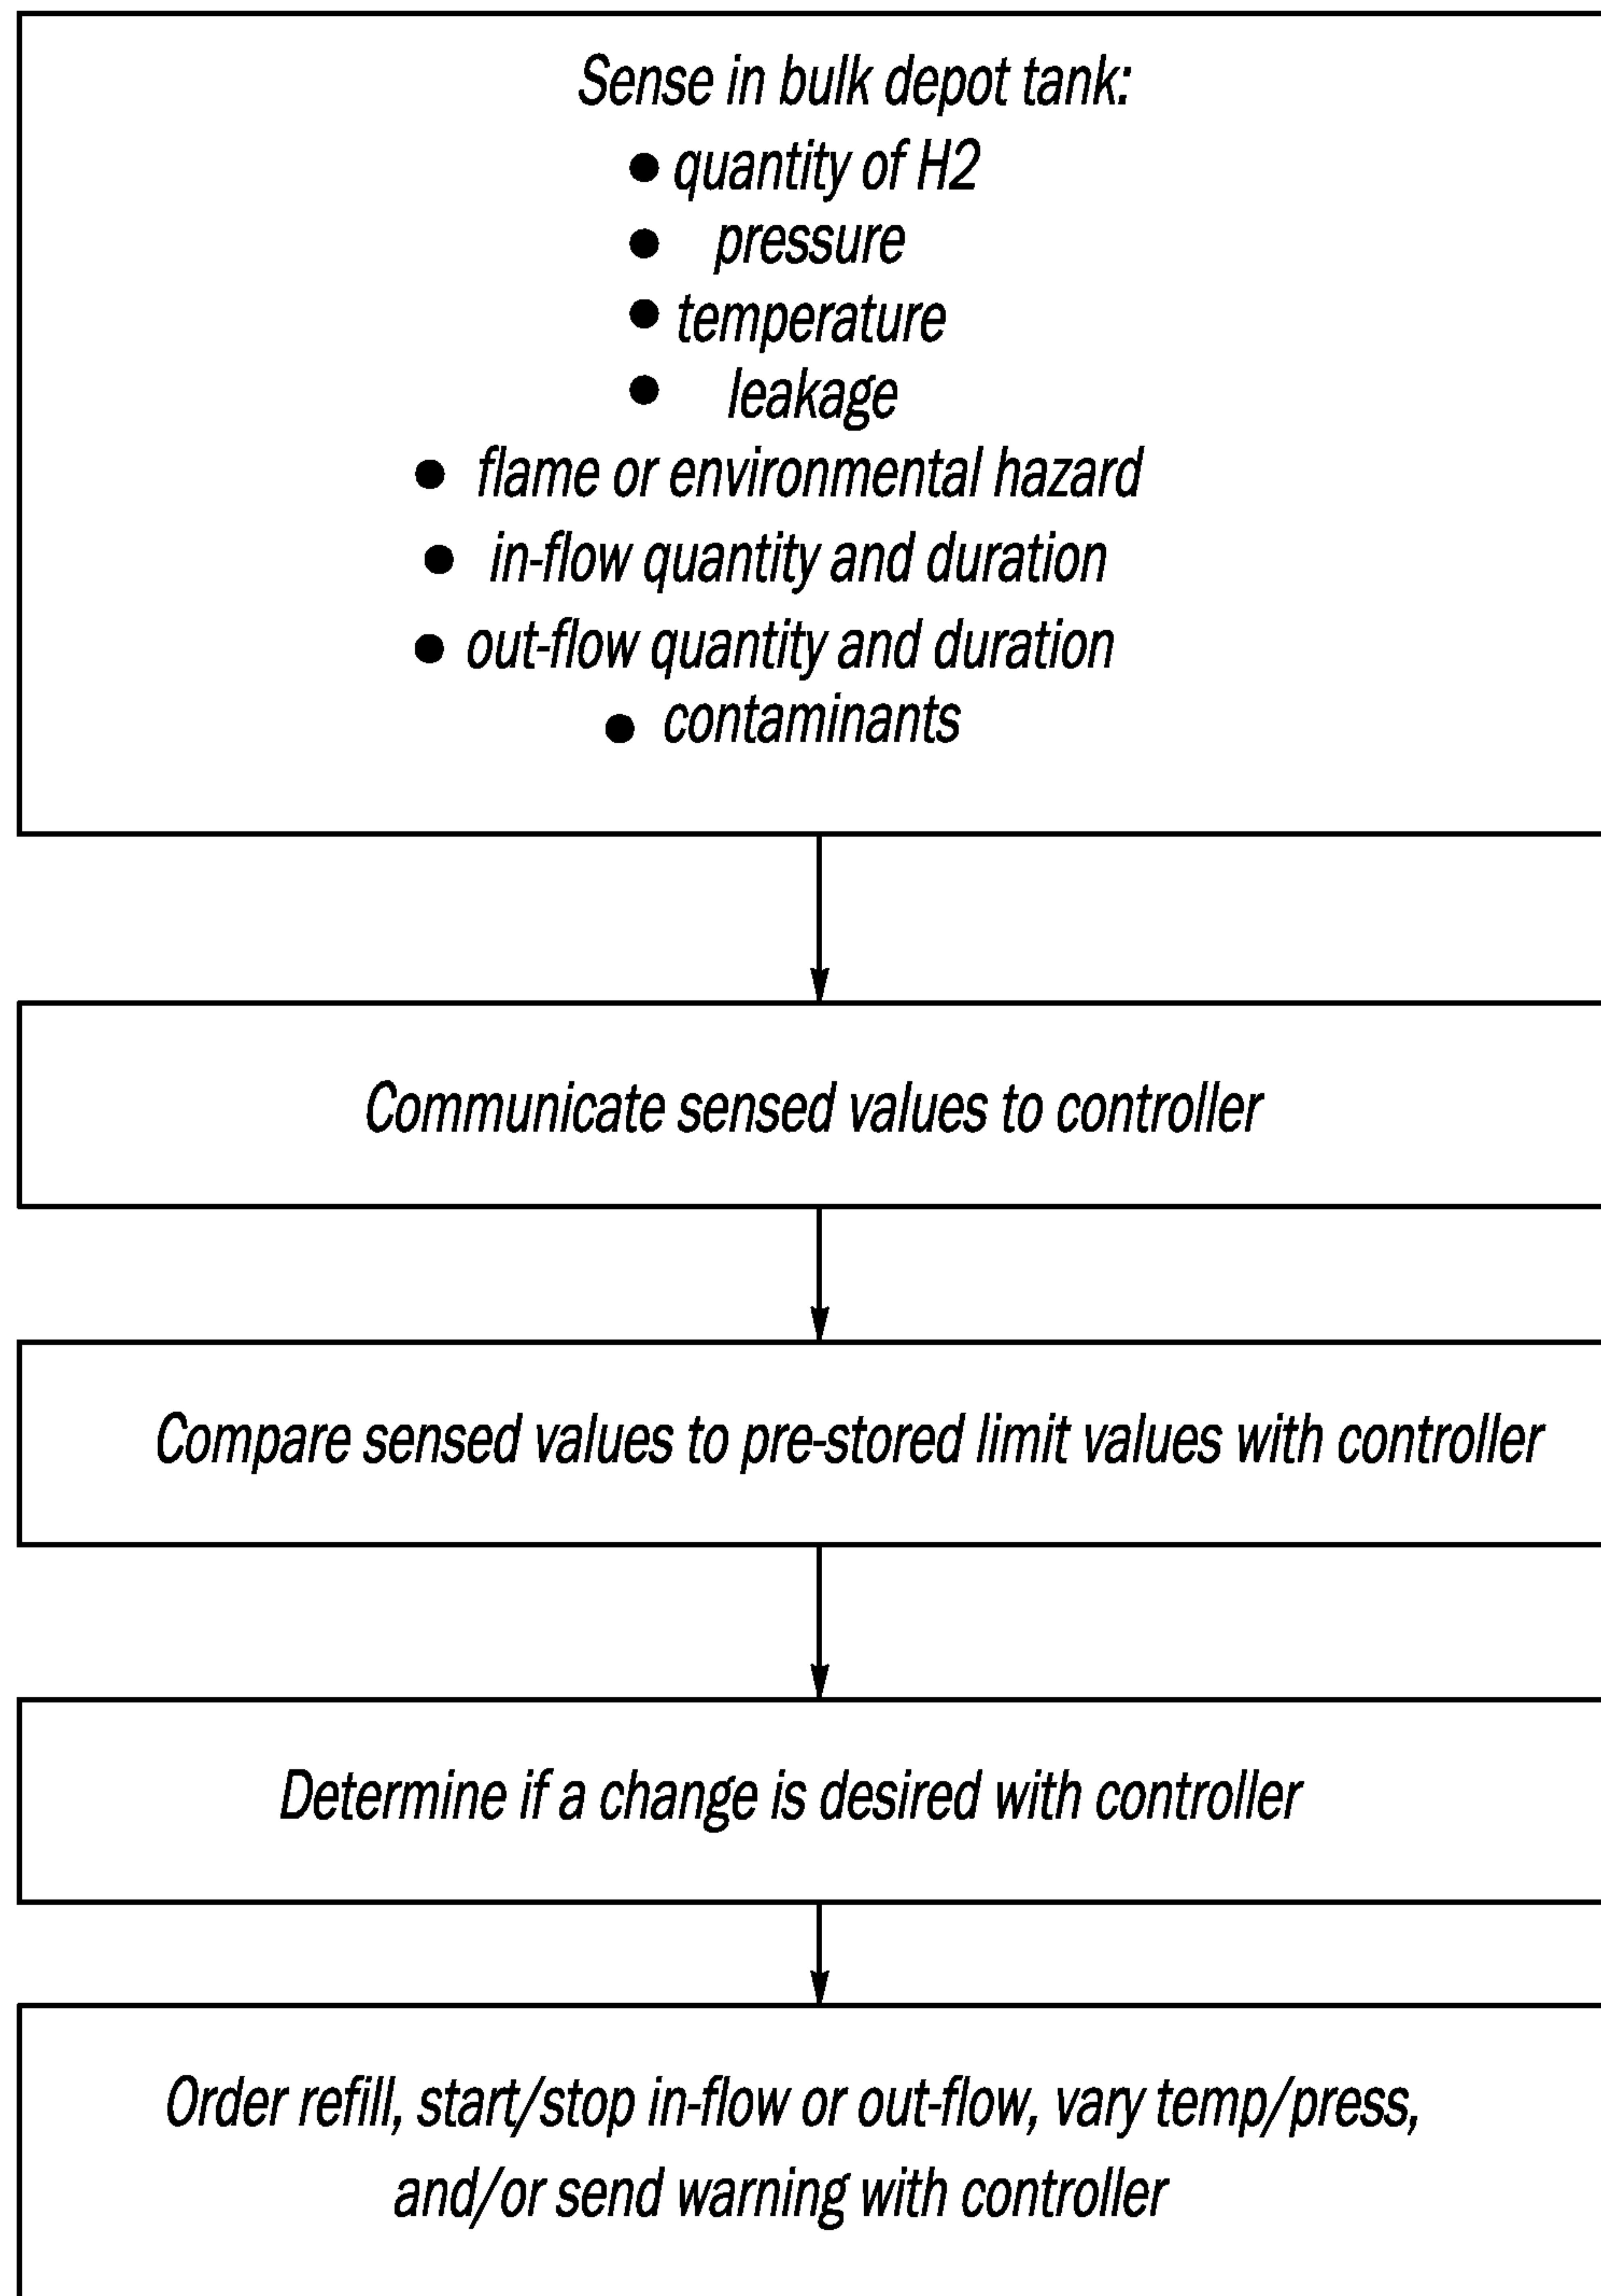 Sense in bulk depot tank:
● quantity of H2
● pressure
● temperature
● leakage
● flame or environmental hazard
● in-flow quantity and duration
● out-flow quantity and duration
● contaminants
Communicate sensed values to controller
Compare sensed values to pre-stored limit values with controller
Determine if a change is desired with controller
Order refill, start/stop in-flow or out-flow, vary temp/press,
and/or send warning with controller